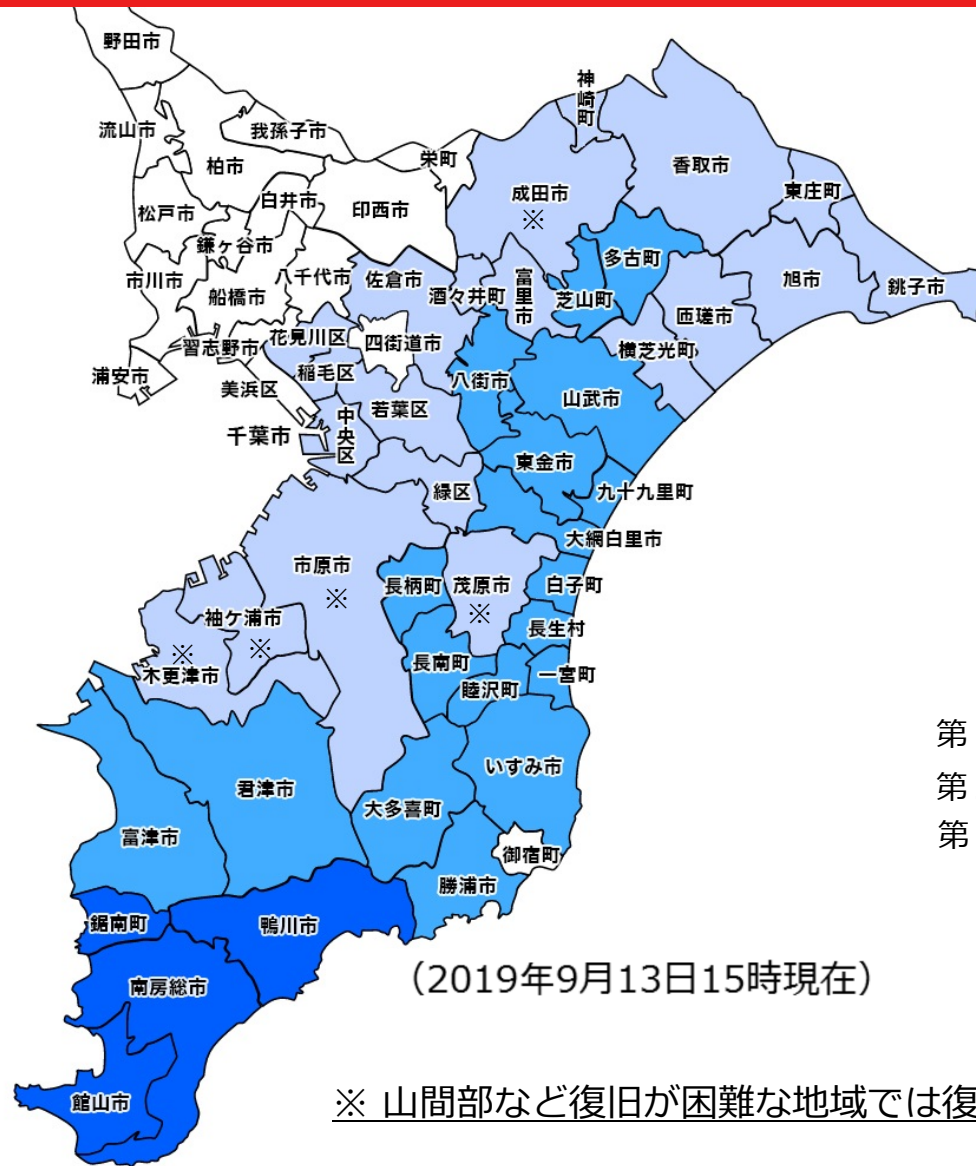 野田市
流山市
我孫子市
柏市
栄町
神崎町
成田市
※
香取市
東庄町
松戸市
白井市
印西市
鎌ヶ谷市
市川市
船橋市
八千代市
佐倉市
酒々井町
富里市
芝山町
多古町
匝瑳市
旭市
銚子市
浦安市
習志野市
花見川区
四街道市
横芝光町
美浜区
稲毛区
八街市
山武市
千葉市
中央区
若葉区
東金市
緑区
九十九里町
大網白里市
市原市
※
長柄町
茂原市
※
白子町
袖ケ浦市
※
長生村
木更津市
※
長南町
睦沢町
一宮町
いすみ市
君津市
大多喜町
富津市
御宿町
勝浦市
鋸南町
鴨川市
南房総市
館山市
第
第
第
（2019年9月13日15時現在）
※ 山間部など復旧が困難な地域では復